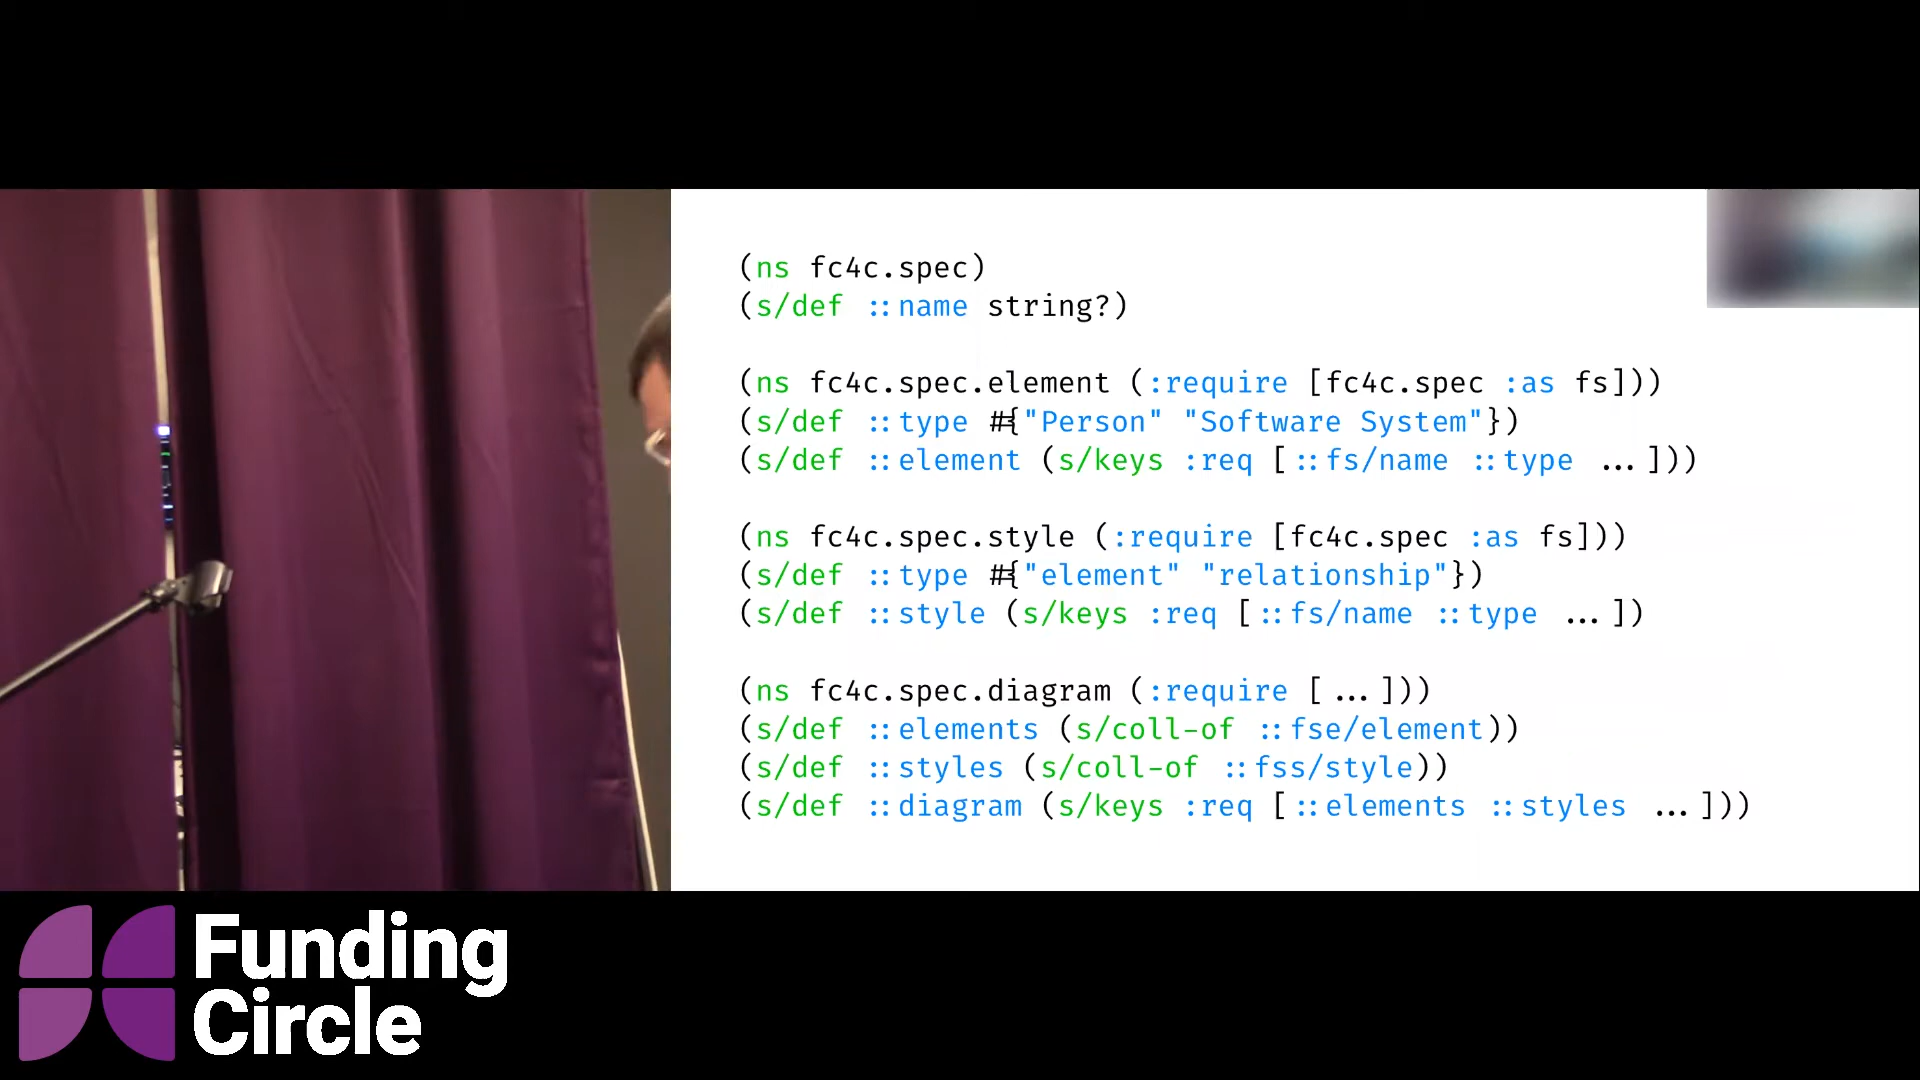 (ns fc4c.spec)
(s/def ::name string?)
(ns fc4c.spec.element (:require [fc4c.spec :as fs]))
(s/def ::type #{"Person" "Software System"})
(s/def ::element (s/keys :req [::fs/name ::type ...]))
(ns fc4c.spec.style (:require [fc4c.spec :as fs]))
(s/def ::type #{"element" "relationship"})
(s/def ::style (s/keys :req [::fs/name ::type ...])
(ns fc4c.spec.diagram (:require [...]))
(s/def ::elements (s/coll-of ::fse/element))
(s/def ::styles (s/coll-of ::fss/style))
(s/def ::diagram (s/keys :req [::elements ::styles ...]))
Funding
Circle